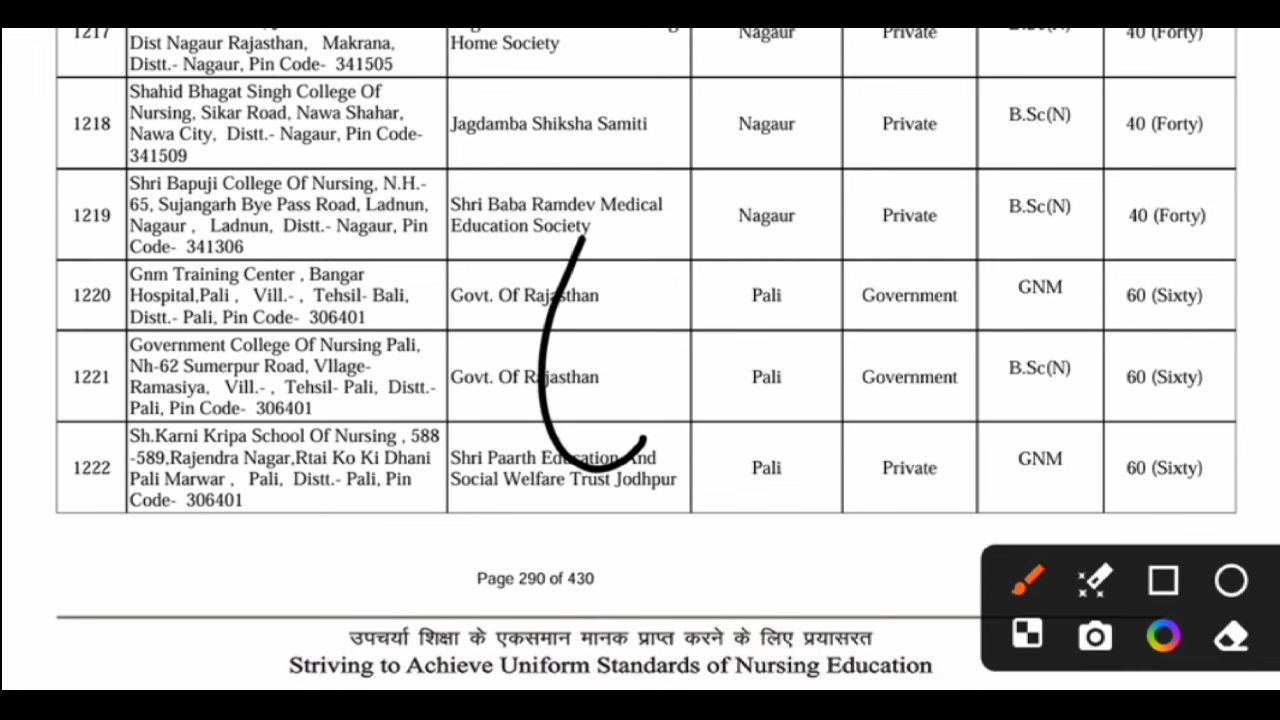 1217
Dist Nagaur Rajasthan, Makrana,
Distt.- Nagaur, Pin Code- 341505
Home Society
Nagaur
Private
40 (Forty)
1218
Shahid Bhagat Singh College Of
Nursing, Sikar Road, Nawa Shahar,
Nawa City, Distt.- Nagaur, Pin Code-
341509
Jagdamba Shiksha Samiti
Nagaur
Private
B.Sc(N)
40 (Forty)
1219
Shri Bapuji College Of Nursing, N.H.-
65, Sujangarh Bye Pass Road, Ladnun,
Nagaur , Ladnun, Distt.- Nagaur, Pin
Code- 341306
Shri Baba Ramdev Medical
Education Society
Nagaur
Private
B.Sc(N)
40 (Forty)
1220
Gnm Training Center , Bangar
Hospital,Pali , Vill.- , Tehsil- Bali,
Distt.- Pali, Pin Code- 306401
Govt. Of Rajasthan
Pali
Government
GNM
60 (Sixty)
1221
Government College Of Nursing Pali,
Nh-62 Sumerpur Road, Vllage-
Ramasiya, Vill.- , Tehsil- Pali, Distt.-
Pali, Pin Code- 306401
Govt. Of Rajasthan
Pali
Government
B.Sc(N)
60 (Sixty)
1222
Sh.Karni Kripa School Of Nursing , 588
-589,Rajendra Nagar,Rtai Ko Ki Dhani
Pali Marwar , Pali, Distt.- Pali, Pin
Code- 306401
Shri Paarth Education And
Social Welfare Trust Jodhpur
Pali
Private
GNM
60 (Sixty)
Page 290 of 430
उपचर्या शिक्षा के एकसमान मानक प्राप्त करने के लिए प्रयासरत
Striving to Achieve Uniform Standards of Nursing Education